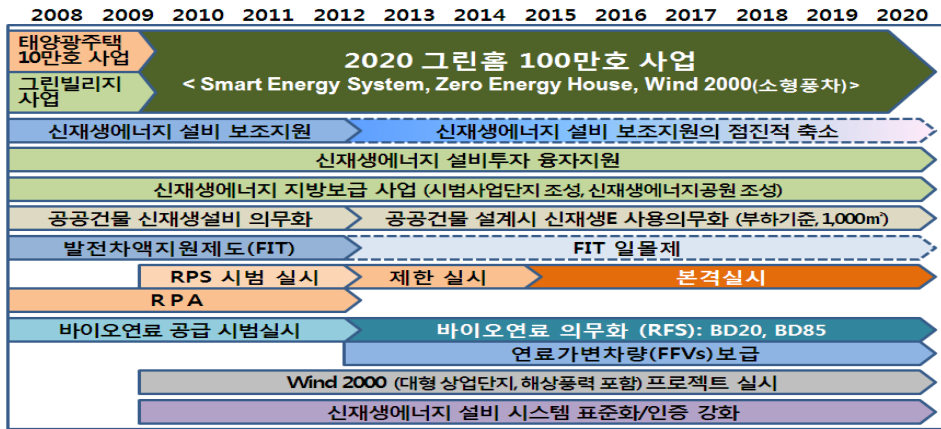 2008 2009 2010 2011 2012 2013 2014 2015 2016 2017 2018 2019 2020
태양광주택
10만호 사업
그린빌리지
사업
2020 그린홈 100만호 사업
< Smart Energy System, Zero Energy House, Wind 2000(소형풍차)>
신재생에너지 설비 보조지원 신재생에너지 설비 보조지원의 점진적 축소
신재생에너지 설비투자 융자지원
신재생에너지 지방보급 사업 (시범사업단지 조성, 신재생에너지공원 조성)
공공건물 신재생설비 의무화 공공건물 설계시 신재생E 사용의무화 (부하기준, 1,000㎡)
발전차액지원제도(FIT) FIT 일몰제
RPS 시범 실시 제한 실시 본격실시
RPA
바이오연료 공급 시범실시 바이오연료 의무화 (RFS): BD20, BD85
연료가변차량(FFVs) 보급
Wind 2000 (대형 상업단지, 해상풍력 포함) 프로젝트 실시
신재생에너지 설비 시스템 표준화/인증 강화